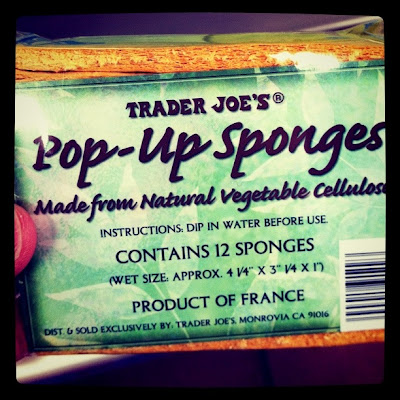 TRADER JOE'S®
Pop-Up Sponges
Made from Natural Vegetable Cellulose
INSTRUCTIONS: DIP IN WATER BEFORE USE.
CONTAINS 12 SPONGES
(WET SIZE: APPROX. 4 1/4" X 3" 1/4 X 1")
PRODUCT OF FRANCE
DIST. & SOLD EXCLUSIVELY BY: TRADER JOE'S, MONROVIA CA 91016